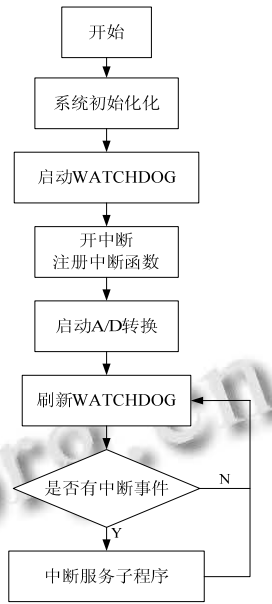 开始
系统初始化化
启动WATCHDOG
开中断
注册中断函数
启动A/D转换
刷新WATCHDOG
是否有中断事件
N
Y
中断服务子程序